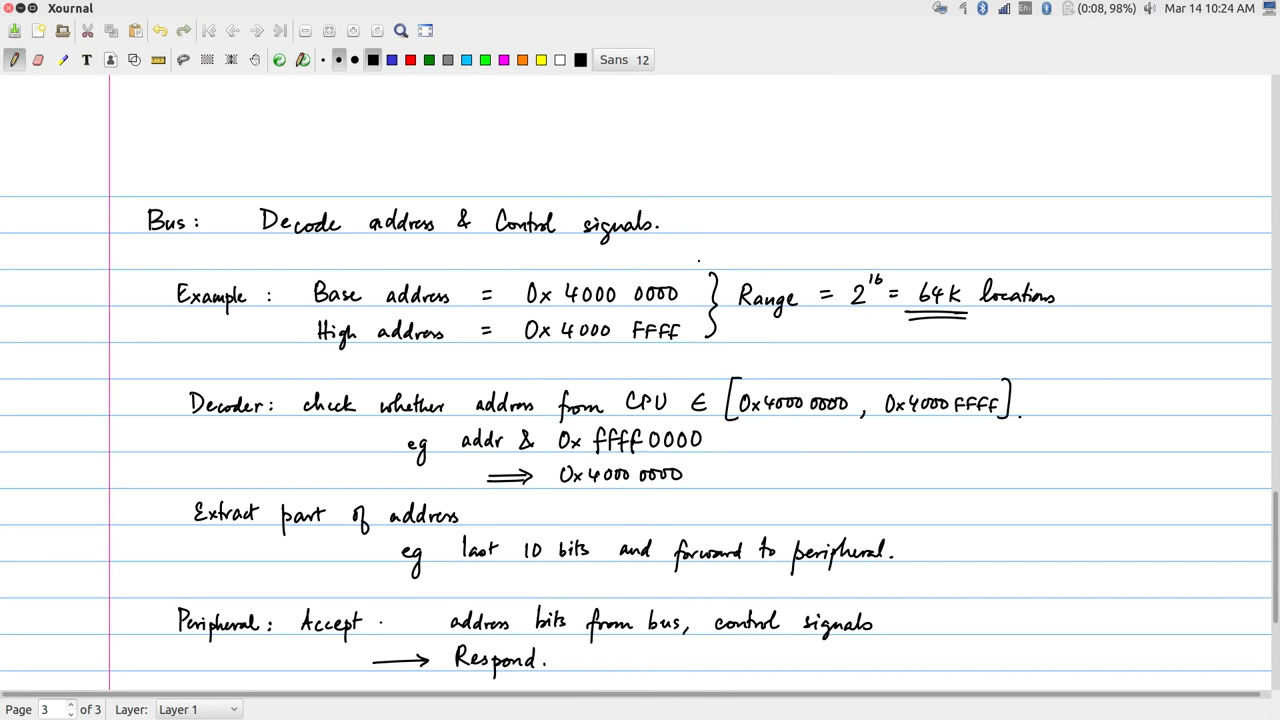 Xournal
(0:08, 98%) Mar 14 10:24 AM
En
T Sans 12
Bus: Decode address & Control signals.
Example: Base address = 0x 4000 0000 } Range = 2^16 = 64K locations
High address = 0x 4000 FFFF
Decoder: check whether address from CPU ∈ [0x4000 0000, 0x4000 FFFF].
eg addr & 0x ffff 0000
⟹ 0x4000 0000
Extract part of address
eg last 10 bits and forward to peripheral.
Peripheral: Accept address bits from bus, control signals
⟶ Respond.
Page 3 of 3 Layer: Layer 1